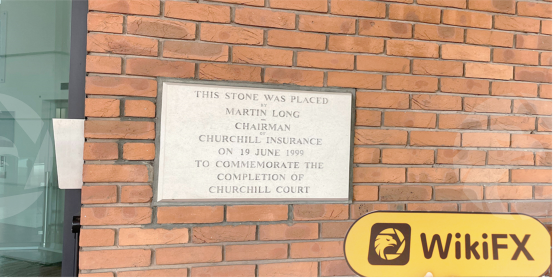 THIS STONE WAS PLACED
BY
MARTIN LONG
CHAIRMAN
OF
CHURCHILL INSURANCE
ON 19 JUNE 1999
TO COMMEMORATE THE
COMPLETION OF
CHURCHILL COURT
WikiFX